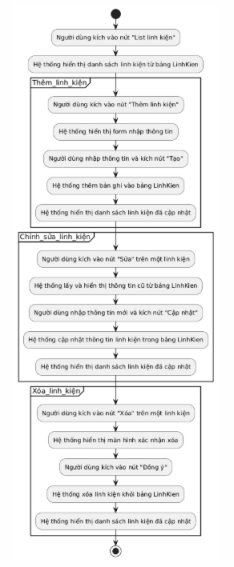 Người dùng kích vào nút "List linh kiện"
Hệ thống hiển thị danh sách linh kiện từ bảng LinhKien
Thêm_linh_kiện
Người dùng kích vào nút "Thêm linh kiện"
Hệ thống hiển thị form nhập thông tin
Người dùng nhập thông tin và kích nút "Tạo"
Hệ thống thêm bản ghi vào bảng LinhKien
Hệ thống hiển thị danh sách linh kiện đã cập nhật
Chỉnh_sửa_linh_kiện
Người dùng kích vào nút "Sửa" trên một linh kiện
Hệ thống lấy và hiển thị thông tin cũ từ bảng LinhKien
Người dùng nhập thông tin mới và kích nút "Cập nhật"
Hệ thống cập nhật thông tin linh kiện trong bảng LinhKien
Hệ thống hiển thị danh sách linh kiện đã cập nhật
Xóa_linh_kiện
Người dùng kích vào nút "Xóa" trên một linh kiện
Hệ thống hiển thị màn hình xác nhận xóa
Người dùng kích vào nút "Đồng ý"
Hệ thống xóa linh kiện khỏi bảng LinhKien
Hệ thống hiển thị danh sách linh kiện đã cập nhật